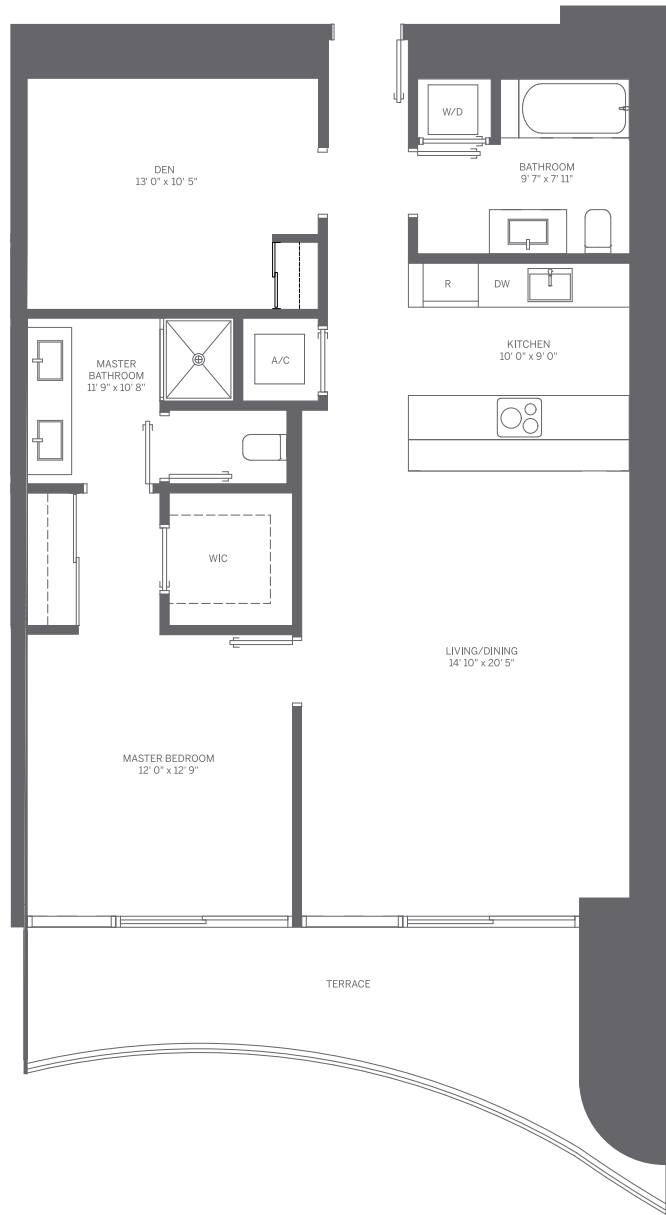 W/D
DEN
13' 0" x 10' 5"
BATHROOM
9' 7" x 7' 11"
R
DW
KITCHEN
10' 0" x 9' 0"
A/C
MASTER
BATHROOM
11' 9" x 10' 8"
WIC
LIVING/DINING
14' 10" x 20' 5"
MASTER BEDROOM
12' 0" x 12' 9"
TERRACE